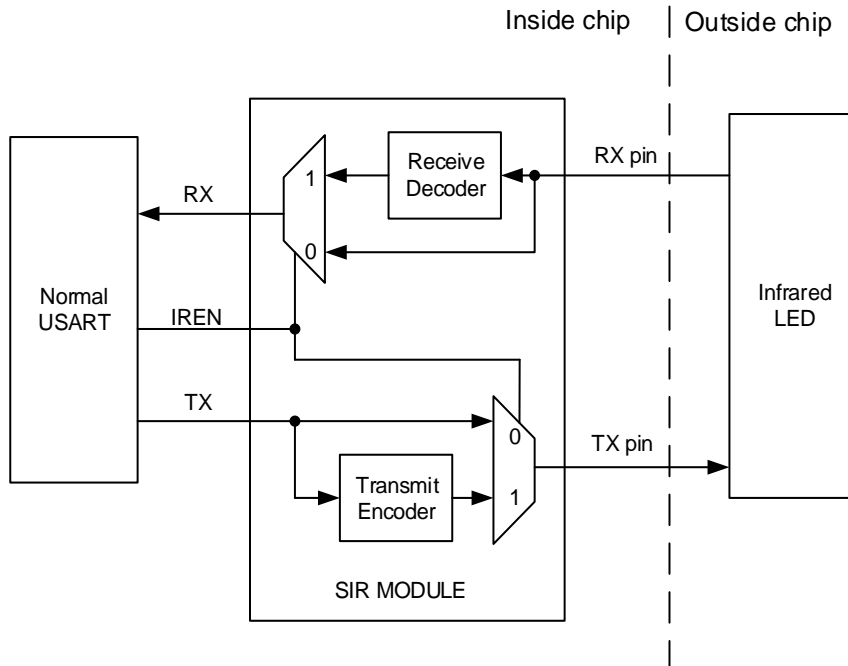 Inside chip
Outside chip
Receive
Decoder
RX pin
1
RX
0
Normal
USART
IREN
Infrared
LED
TX
0
TX pin
Transmit
Encoder
1
SIR MODULE